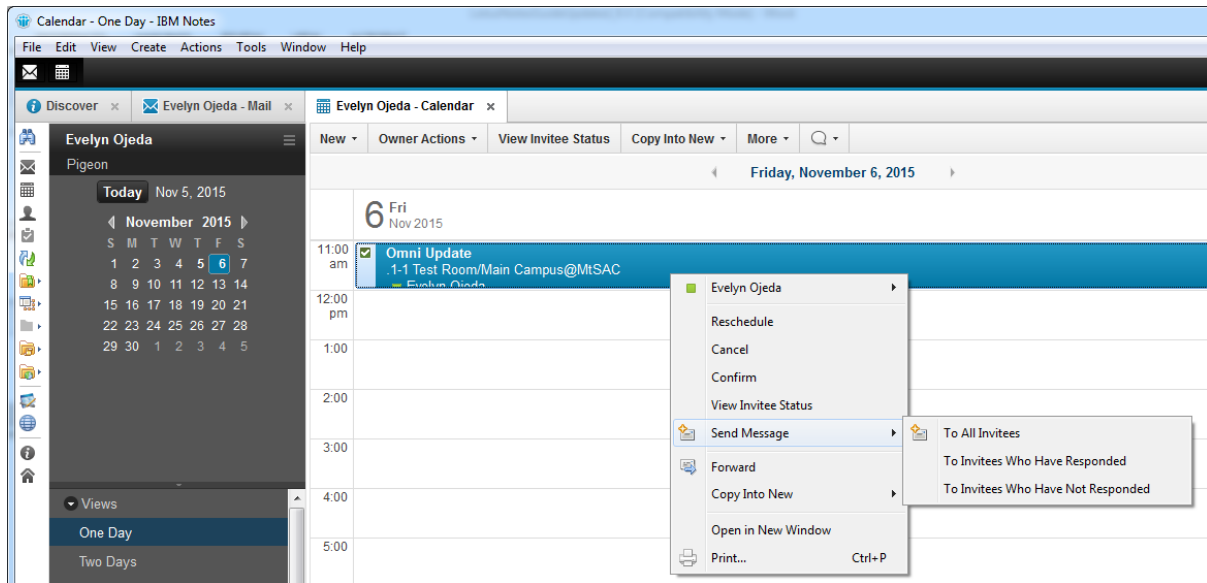 Calendar - One Day - IBM Notes
File Edit View Create Actions Tools Window Help
Discover Evelyn Ojeda - Mail Evelyn Ojeda - Calendar
Evelyn Ojeda
Pigeon
Today Nov 5, 2015
November 2015
S M T W T F S
1 2 3 4 5 6 7
8 9 10 11 12 13 14
15 16 17 18 19 20 21
22 23 24 25 26 27 28
29 30 1 2 3 4 5
Views
One Day
Two Days
New Owner Actions View Invitee Status Copy Into New More
Friday, November 6, 2015
6 Fri
Nov 2015
11:00
am
Omni Update
.1-1 Test Room/Main Campus@MtSAC
Evelyn Ojeda
12:00
pm
1:00
2:00
3:00
4:00
5:00
Evelyn Ojeda
Reschedule
Cancel
Confirm
View Invitee Status
Send Message
Forward
Copy Into New
Open in New Window
Print... Ctrl+P
To All Invitees
To Invitees Who Have Responded
To Invitees Who Have Not Responded